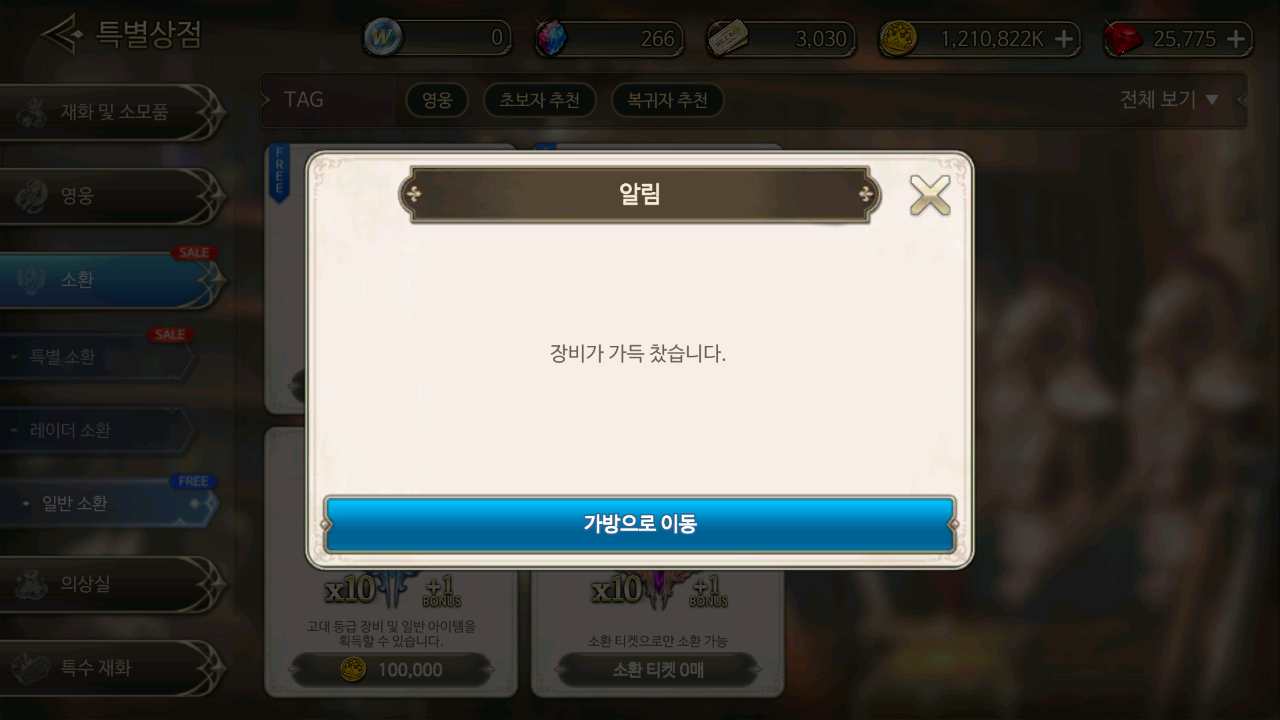 특별상점
0
266
3,030
1,210,822K
25,775
재화 및 소모품
TAG
영웅
초보자 추천
복귀자 추천
전체 보기 ▼
FREE
알림
영웅
SALE
소환
SALE
특별 소환
장비가 가득 찼습니다.
레이더 소환
FREE
일반 소환
가방으로 이동
의상실
x10
+1
BONUS
x10
+1
BONUS
고대 등급 장비 및 일반 아이템을
획득할 수 있습니다.
소환 티켓으로만 소환 가능
특수 재화
100,000
소환 티켓 0매